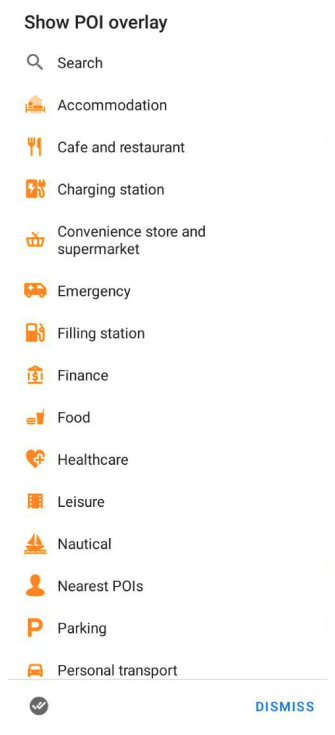 Show POI overlay
Search
Accommodation
Cafe and restaurant
Charging station
Convenience store and
supermarket
Emergency
Filling station
Finance
Food
Healthcare
Leisure
Nautical
Nearest POIs
Parking
Personal transport
DISMISS